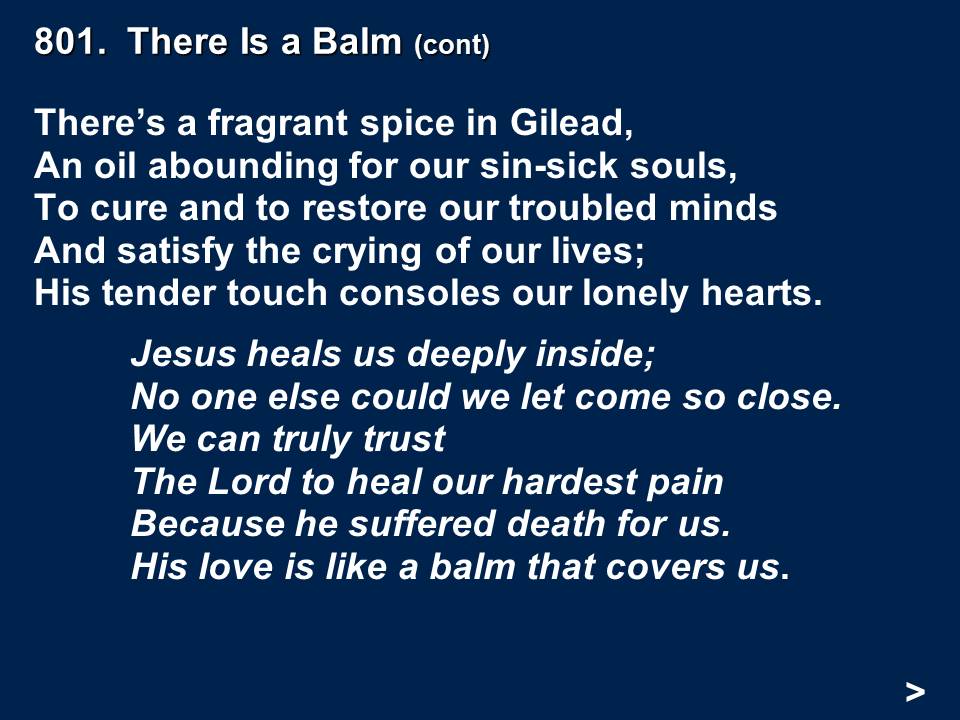 801.  There Is a Balm (cont)
There’s a fragrant spice in Gilead,
An oil abounding for our sin-sick souls,
To cure and to restore our troubled minds
And satisfy the crying of our lives;
His tender touch consoles our lonely hearts.
Jesus heals us deeply inside;
No one else could we let come so close.
We can truly trust
The Lord to heal our hardest pain
Because he suffered death for us.
His love is like a balm that covers us.
>